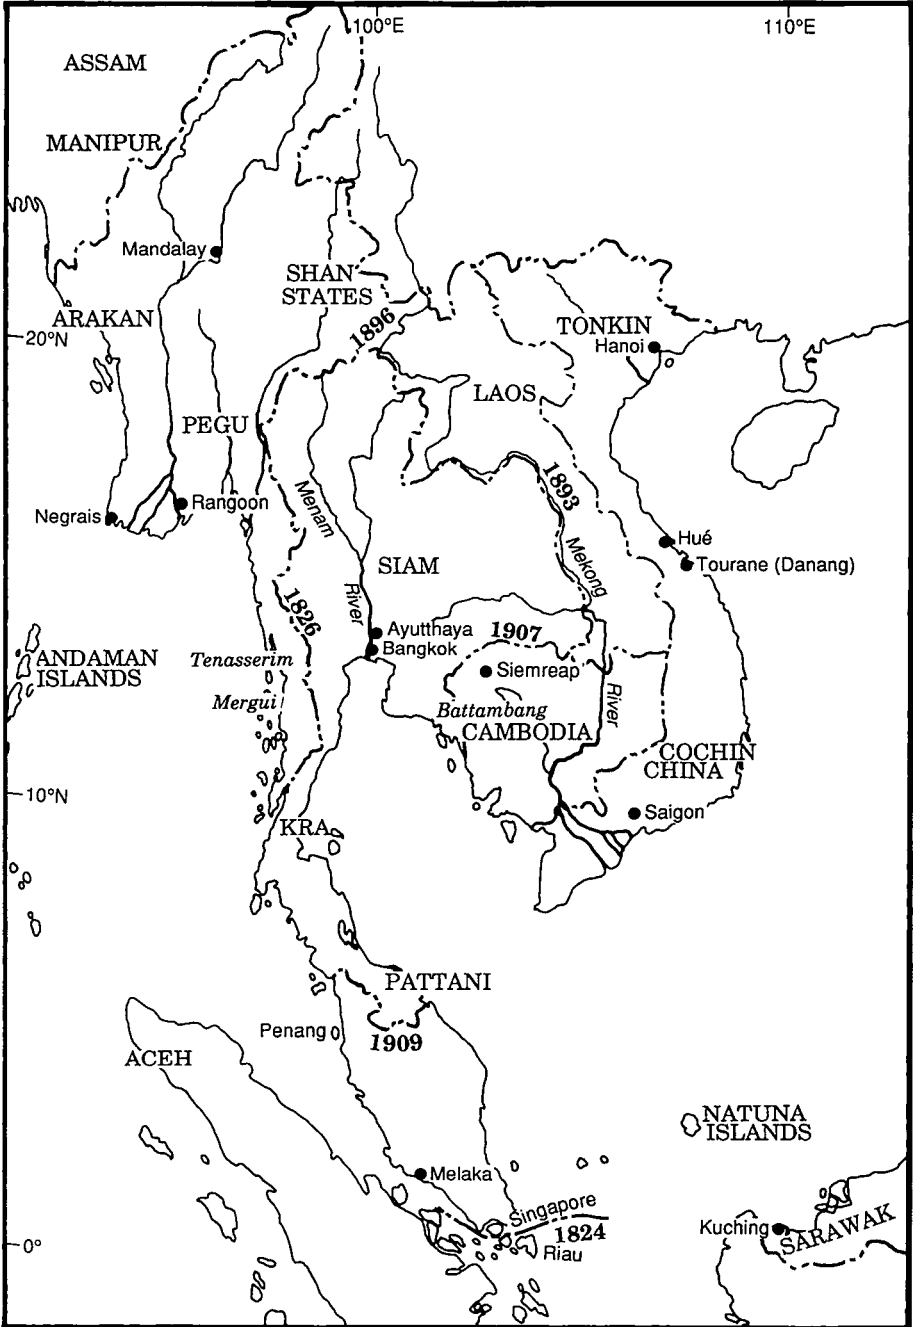 100°E
110°E
ASSAM
MANIPUR
Mandalay
SHAN
STATES
ARAKAN
1896
TONKIN
20°N
Hanoi
LAOS
PEGU
1893
Menam
Rangoon
Negrais
Hué
Mekong
Tourane (Danang)
SIAM
River
1826
Ayutthaya
1907
Bangkok
ANDAMAN
ISLANDS
Tenasserim
Siemreap
Mergui
River
Battambang
CAMBODIA
COCHIN
CHINA
10°N
Saigon
KRA
PATTANI
Penang
1909
ACEH
NATUNA
ISLANDS
Melaka
Singapore
1824
Kuching
SARAWAK
Riau
0°